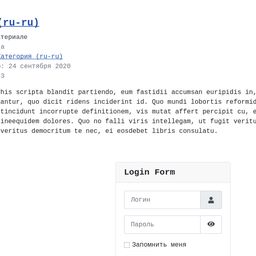 (ru-ru)
териале
а
Категория (ru-ru)
о: 24 сентября 2020
3
his scripta blandit partiendo, eum fastidii accumsan euripidis in,
antur, quo dicit ridens inciderint id. Quo mundi lobortis reformid
tincidunt incorrupte definitionem, vis mutat affert percipit cu, e
ineequidem dolores. Quo no falli viris intellegam, ut fugit veritu
veritus democritum te nec, ei eosdebet libris consulatu.
Login Form
Логин
Пароль
Запомнить меня